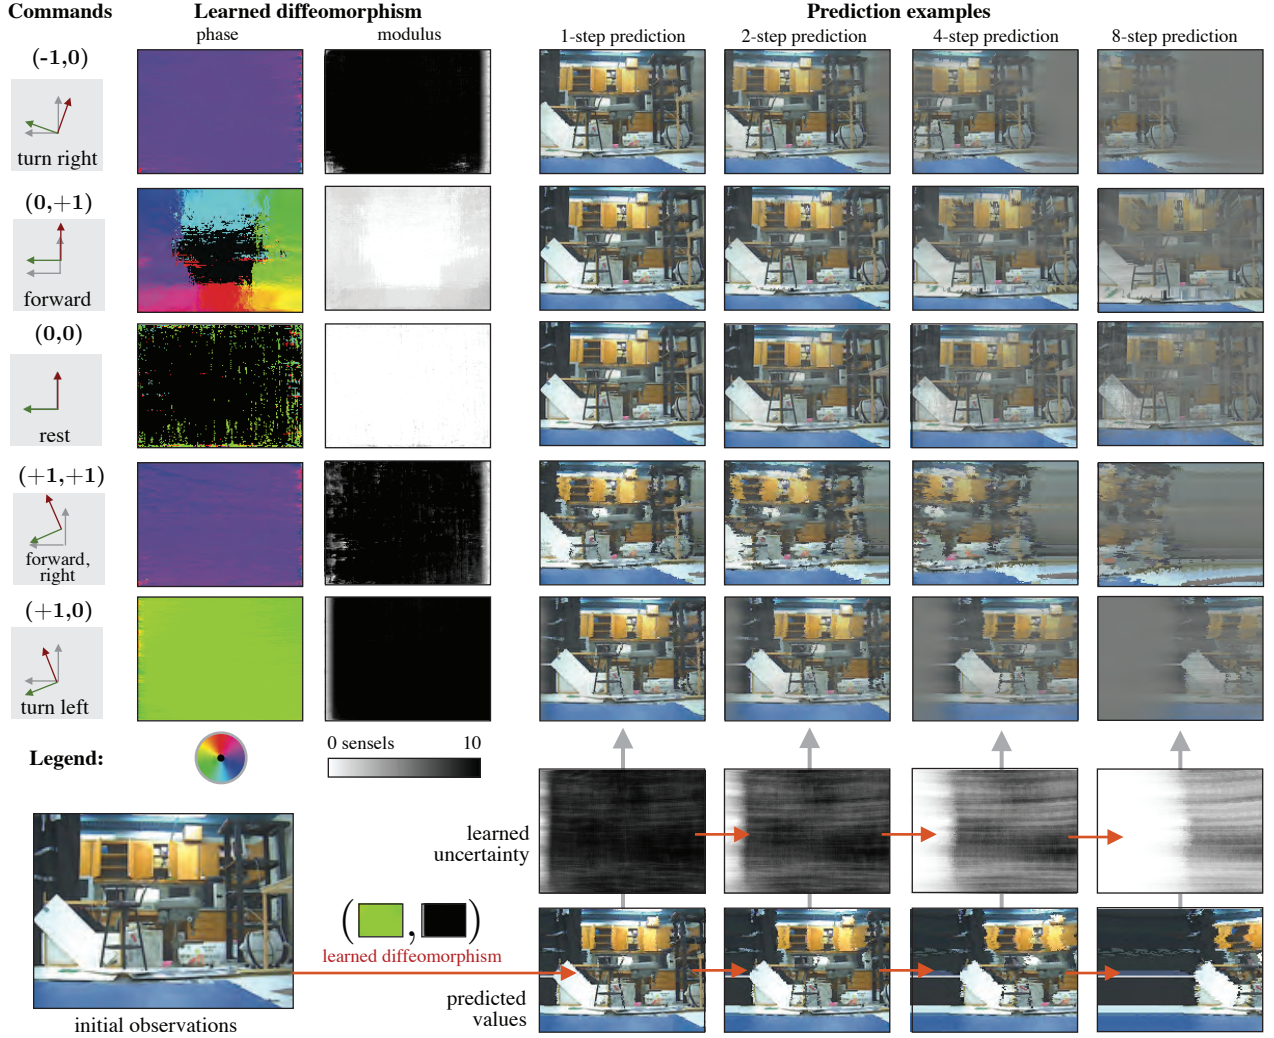 Commands
Learned diffeomorphism
Prediction examples
phase
modulus
1-step prediction
2-step prediction
4-step prediction
8-step prediction
(-1,0)
turn right
(0,+1)
forward
(0,0)
rest
(+1,+1)
forward,
right
(+1,0)
turn left
Legend:
0 sensels
10
learned
uncertainty
( , )
learned diffeomorphism
predicted
values
initial observations